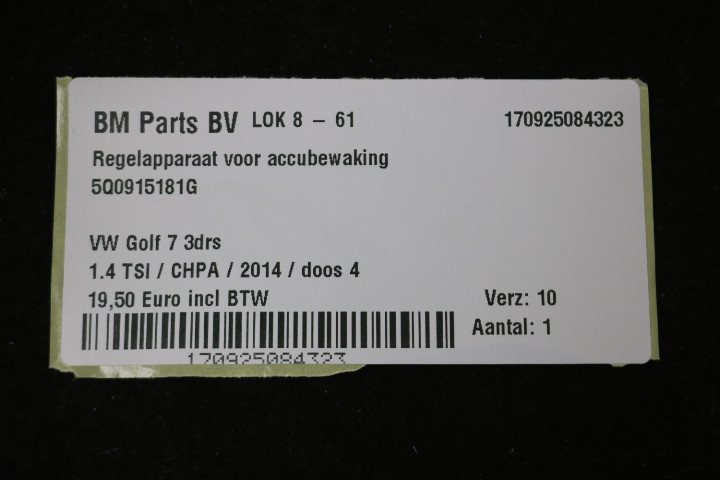 BM Parts BV LOK 8 – 61 170925084323
Regelapparaat voor accubewaking
5Q0915181G
VW Golf 7 3drs
1.4 TSI / CHPA / 2014 / doos 4
19,50 Euro incl BTW Verz: 10
Aantal: 1
170925084323